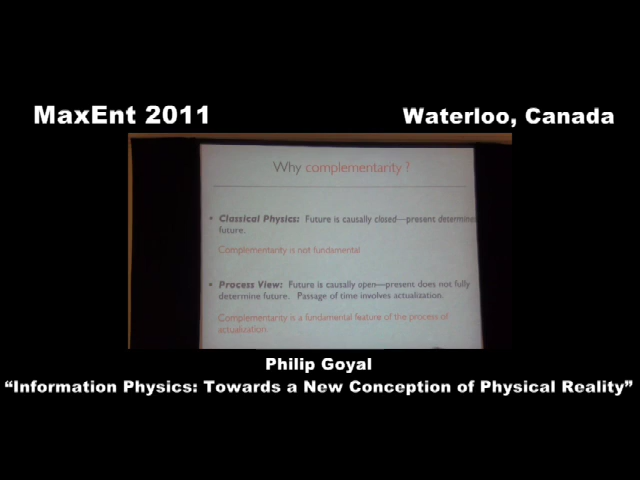 MaxEnt 2011 Waterloo, Canada
Why complementarity ?
• Classical Physics: Future is causally closed—present determine
future.
Complementarity is not fundamental
• Process View: Future is causally open—present does not fully
determine future. Passage of time involves actualization.
Complementarity is a fundamental feature of the process of
actualization
Philip Goyal
“Information Physics: Towards a New Conception of Physical Reality”